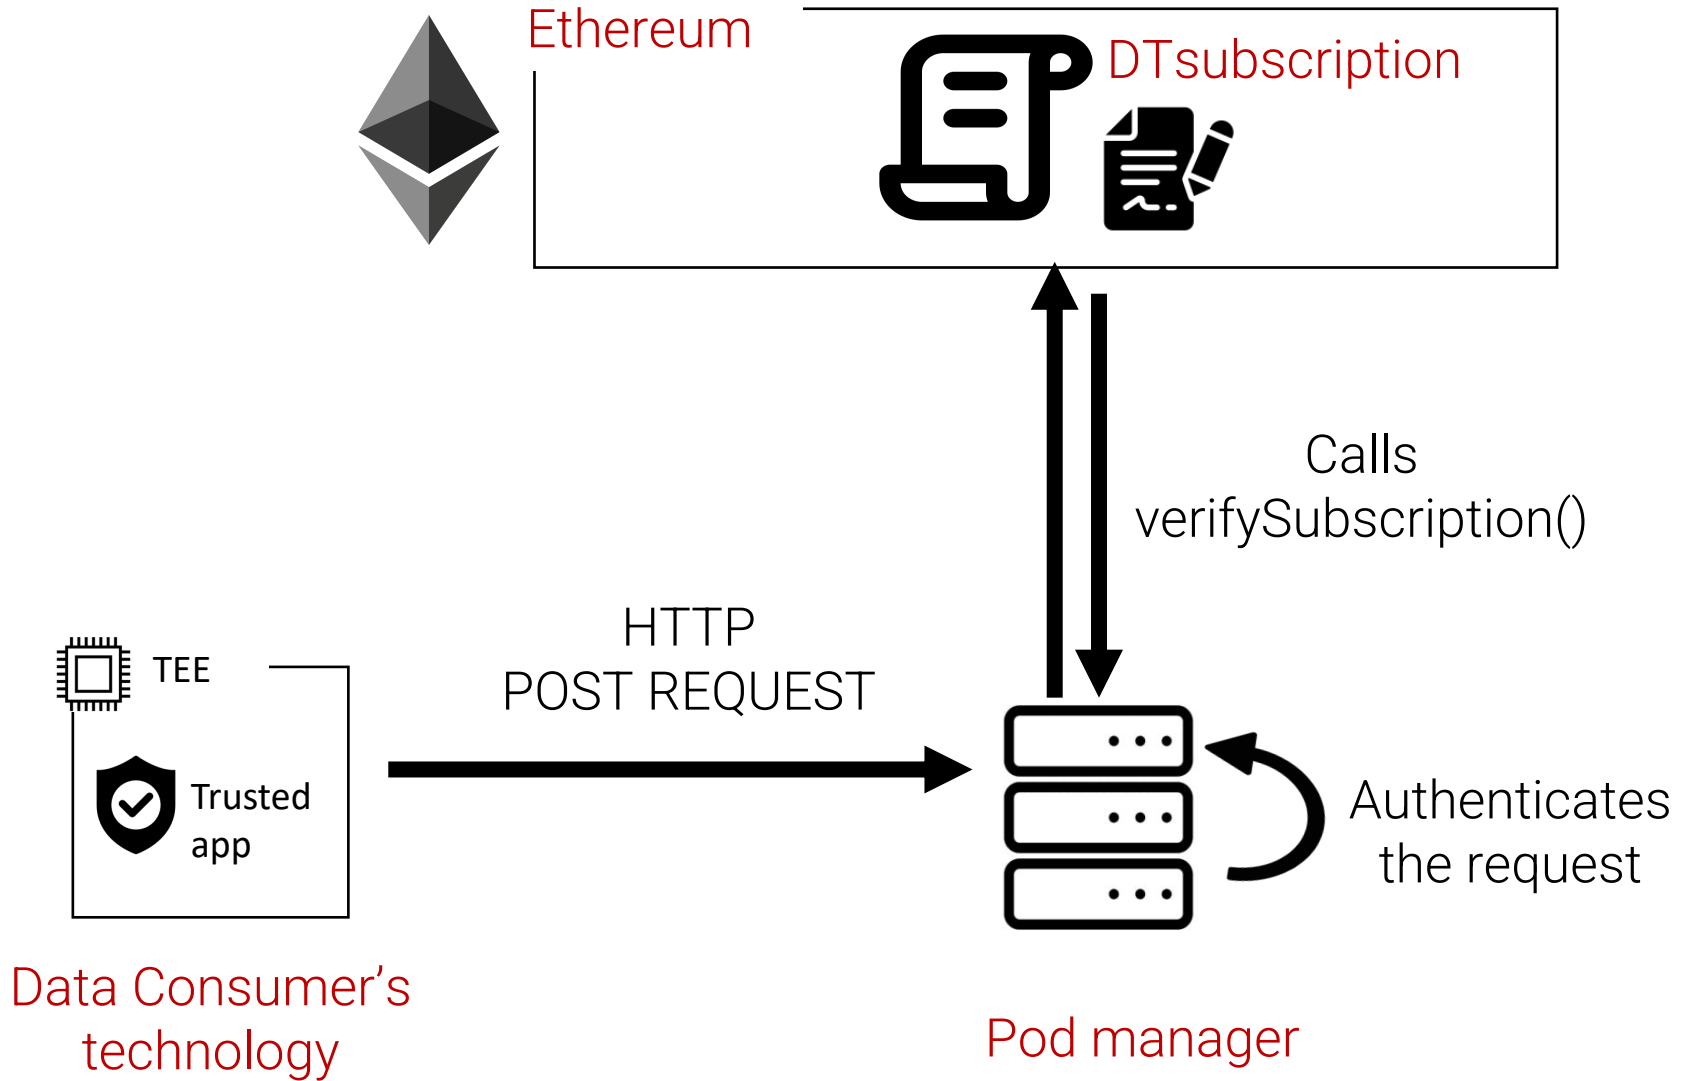 Ethereum
DTsubscription
Calls
verifySubscription()
HTTP
POST REQUEST
TEE
Trusted
app
Authenticates
the request
Data Consumer’s
technology
Pod manager